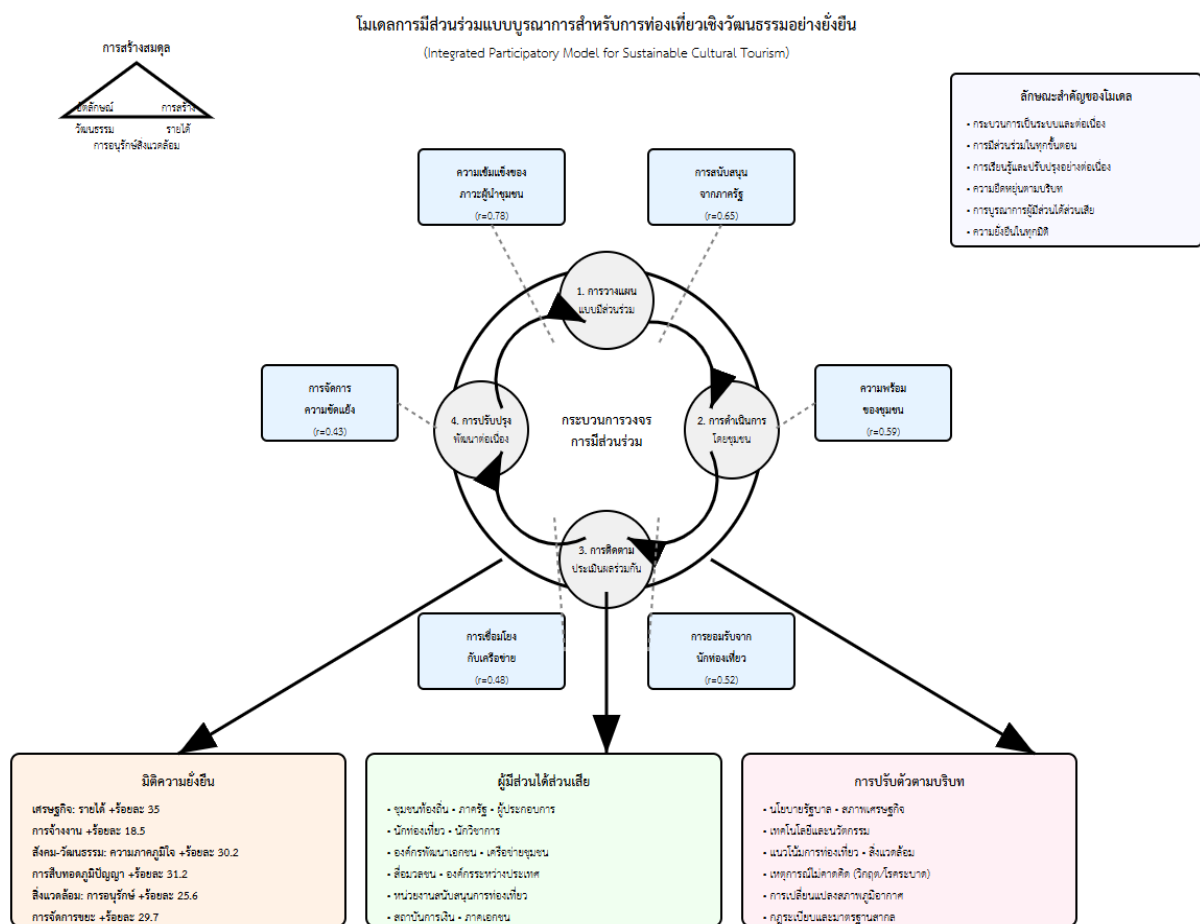 โมเดลการมีส่วนร่วมแบบบูรณาการสำหรับการท่องเที่ยวเชิงวัฒนธรรมอย่างยั่งยืน
(Integrated Participatory Model for Sustainable Cultural Tourism)
การสร้างสมดุล
อัตลักษณ์
การสร้าง
วัฒนธรรม
รายได้
การอนุรักษ์สิ่งแวดล้อม
ลักษณะสำคัญของโมเดล
• กระบวนการเป็นระบบและต่อเนื่อง
• การมีส่วนร่วมในทุกขั้นตอน
• การเรียนรู้และปรับปรุงอย่างต่อเนื่อง
• ความยืดหยุ่นตามบริบท
• การบูรณาการผู้มีส่วนได้ส่วนเสีย
• ความยั่งยืนในทุกมิติ
ความเข้มแข็งของ
ภาวะผู้นำชุมชน
(r=0.78)
การสนับสนุน
จากภาครัฐ
(r=0.65)
1. การวางแผน
แบบมีส่วนร่วม
การจัดการ
ความขัดแย้ง
(r=0.43)
4. การปรับปรุง
พัฒนาต่อเนื่อง
กระบวนการวงจร
การมีส่วนร่วม
2. การดำเนินการ
โดยชุมชน
ความพร้อม
ของชุมชน
(r=0.59)
3. การติดตาม
ประเมินผลร่วมกัน
การเชื่อมโยง
กับเครือข่าย
(r=0.48)
การยอมรับจาก
นักท่องเที่ยว
(r=0.52)
มิติความยั่งยืน
เศรษฐกิจ: รายได้ +ร้อยละ 35
การจ้างงาน +ร้อยละ 18.5
สังคม-วัฒนธรรม: ความภาคภูมิใจ +ร้อยละ 30.2
การสืบทอดภูมิปัญญา +ร้อยละ 31.2
สิ่งแวดล้อม: การอนุรักษ์ +ร้อยละ 25.6
การจัดการขยะ +ร้อยละ 29.7
ผู้มีส่วนได้ส่วนเสีย
• ชุมชนท้องถิ่น • ภาครัฐ • ผู้ประกอบการ
• นักท่องเที่ยว • นักวิชาการ
• องค์กรพัฒนาเอกชน • เครือข่ายชุมชน
• สื่อมวลชน • องค์กรระหว่างประเทศ
• หน่วยงานสนับสนุนการท่องเที่ยว
• สถาบันการเงิน • ภาคเอกชน
การปรับตัวตามบริบท
• นโยบายรัฐบาล • สภาพเศรษฐกิจ
• เทคโนโลยีและนวัตกรรม
• แนวโน้มการท่องเที่ยว • สิ่งแวดล้อม
• เหตุการณ์ไม่คาดคิด (วิกฤต/โรคระบาด)
• การเปลี่ยนแปลงสภาพภูมิอากาศ
• กฎระเบียบและมาตรฐานสากล